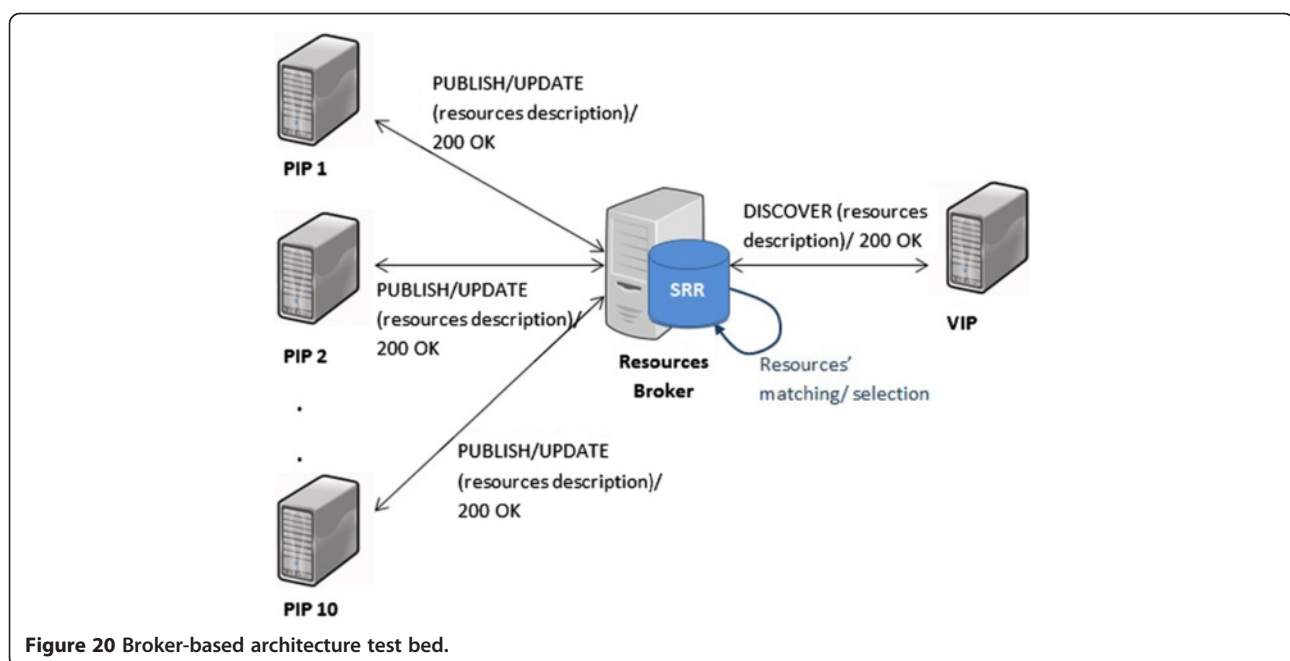 PUBLISH/UPDATE
(resources description)/
200 OK
PIP 1
PUBLISH/UPDATE
(resources description)/
200 OK
PIP 2
.
.
PUBLISH/UPDATE
(resources description)/
200 OK
PIP 10
SRR
Resources
Broker
Resources'
matching/ selection
DISCOVER (resources
description)/ 200 OK
VIP
Figure 20 Broker-based architecture test bed.